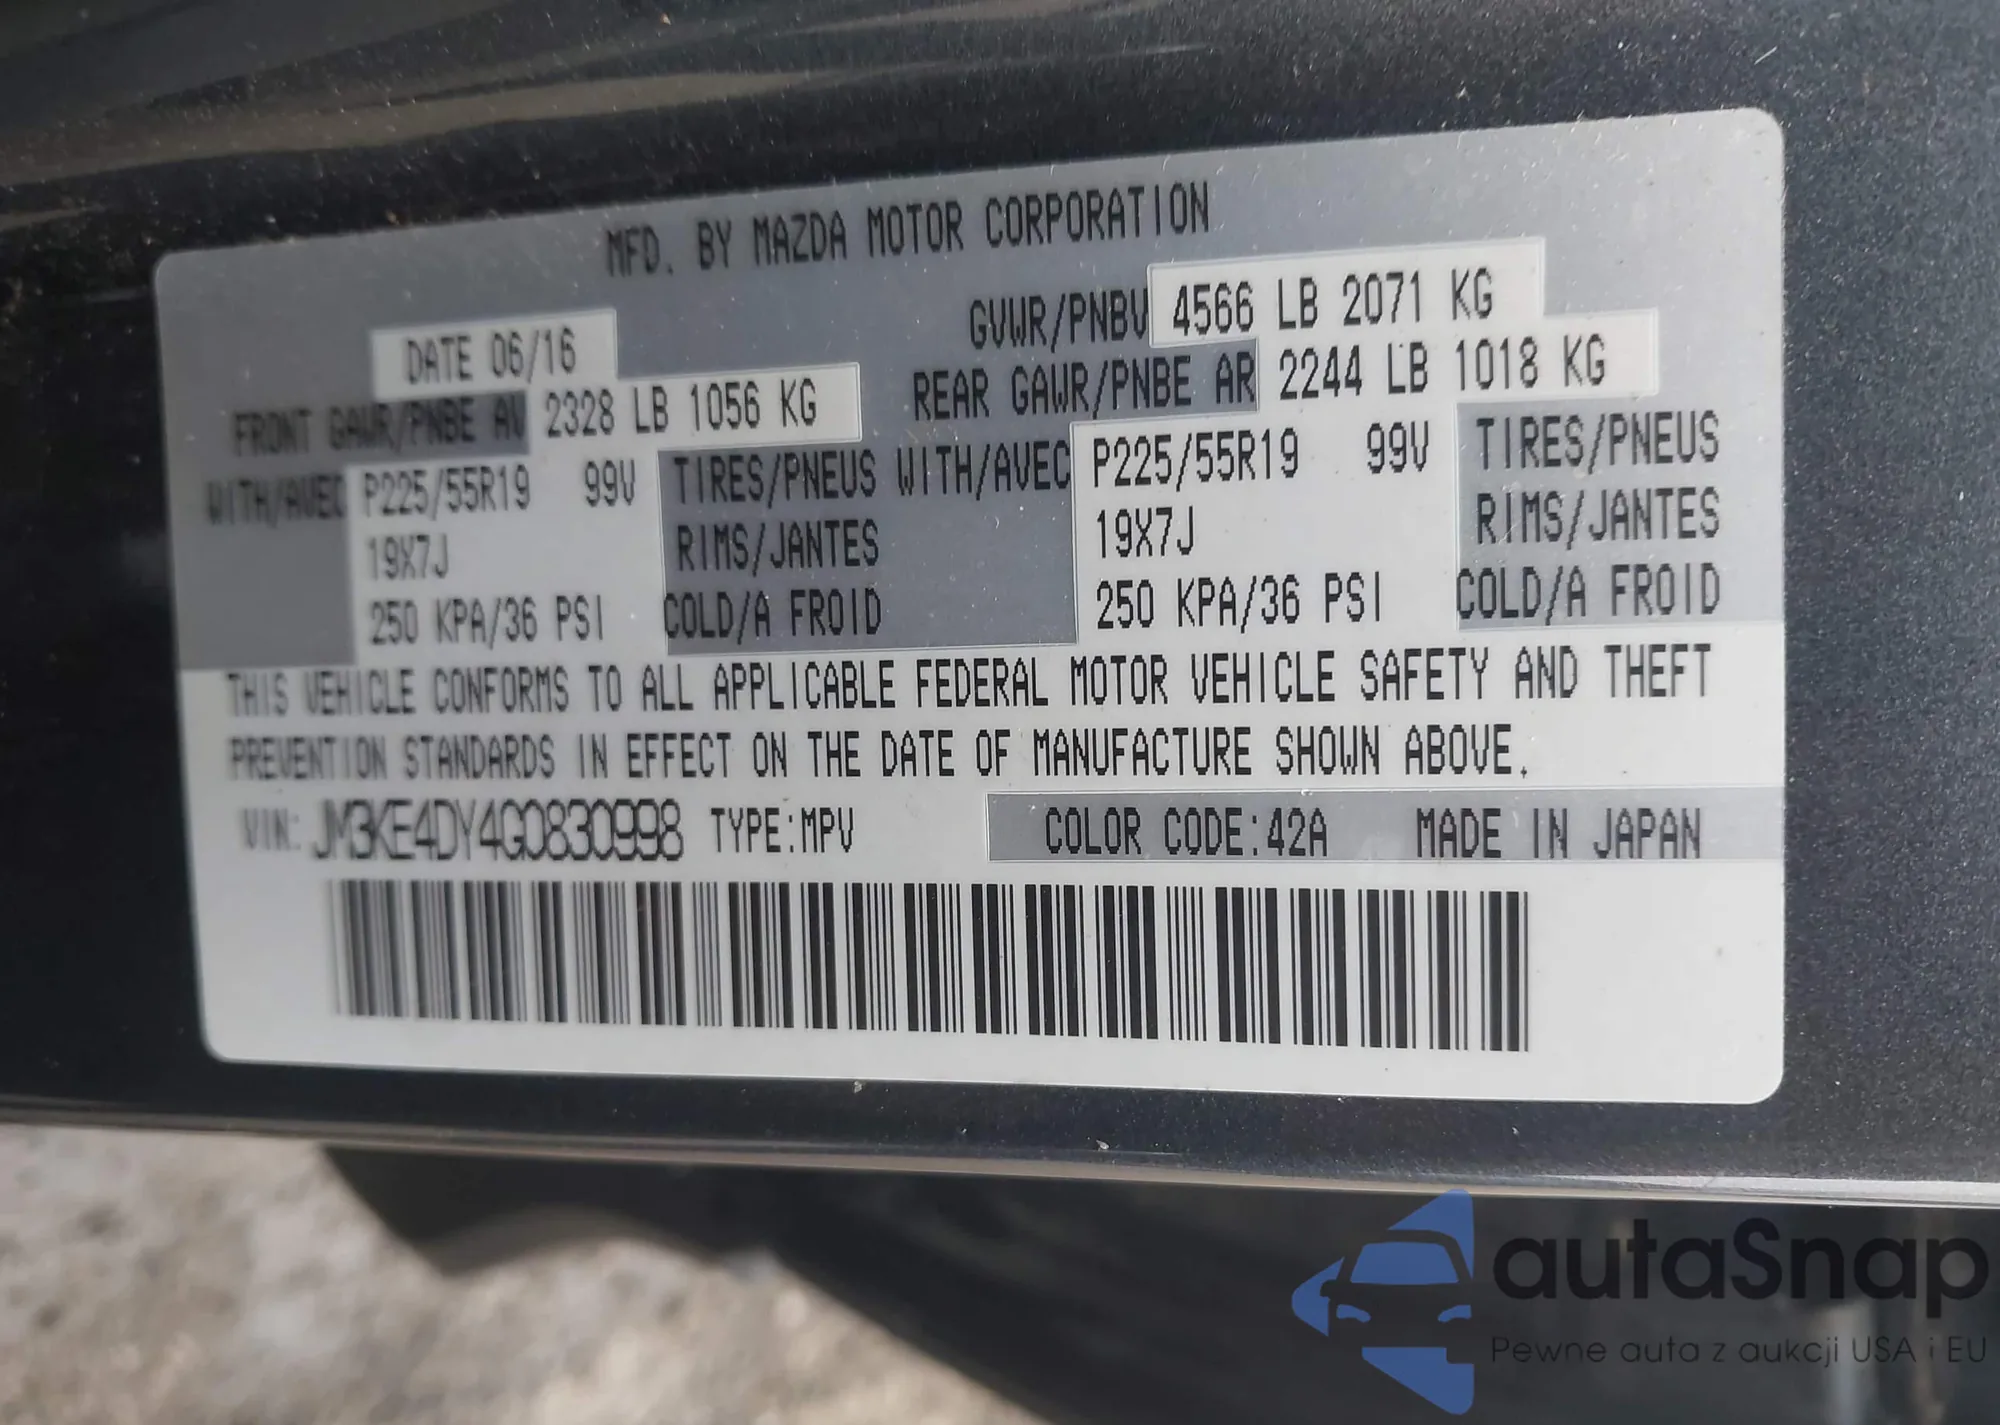 MFD. BY MAZDA MOTOR CORPORATION
DATE 06/16 GVWR/PNBV 4566 LB 2071 KG
FRONT GAWR/PNBE AV 2328 LB 1056 KG REAR GAWR/PNBE AR 2244 LB 1018 KG
WITH/AVEC P225/55R19 99V TIRES/PNEUS WITH/AVEC P225/55R19 99V TIRES/PNEUS
19X7J RIMS/JANTES 19X7J RIMS/JANTES
250 KPA/36 PSI COLD/A FROID 250 KPA/36 PSI COLD/A FROID
THIS VEHICLE CONFORMS TO ALL APPLICABLE FEDERAL MOTOR VEHICLE SAFETY AND THEFT
PREVENTION STANDARDS IN EFFECT ON THE DATE OF MANUFACTURE SHOWN ABOVE.
VIN: JM3KE4DY4G0830998 TYPE:MPV COLOR CODE:42A MADE IN JAPAN
autaSnap
Pewne auta z aukcji USA i EU